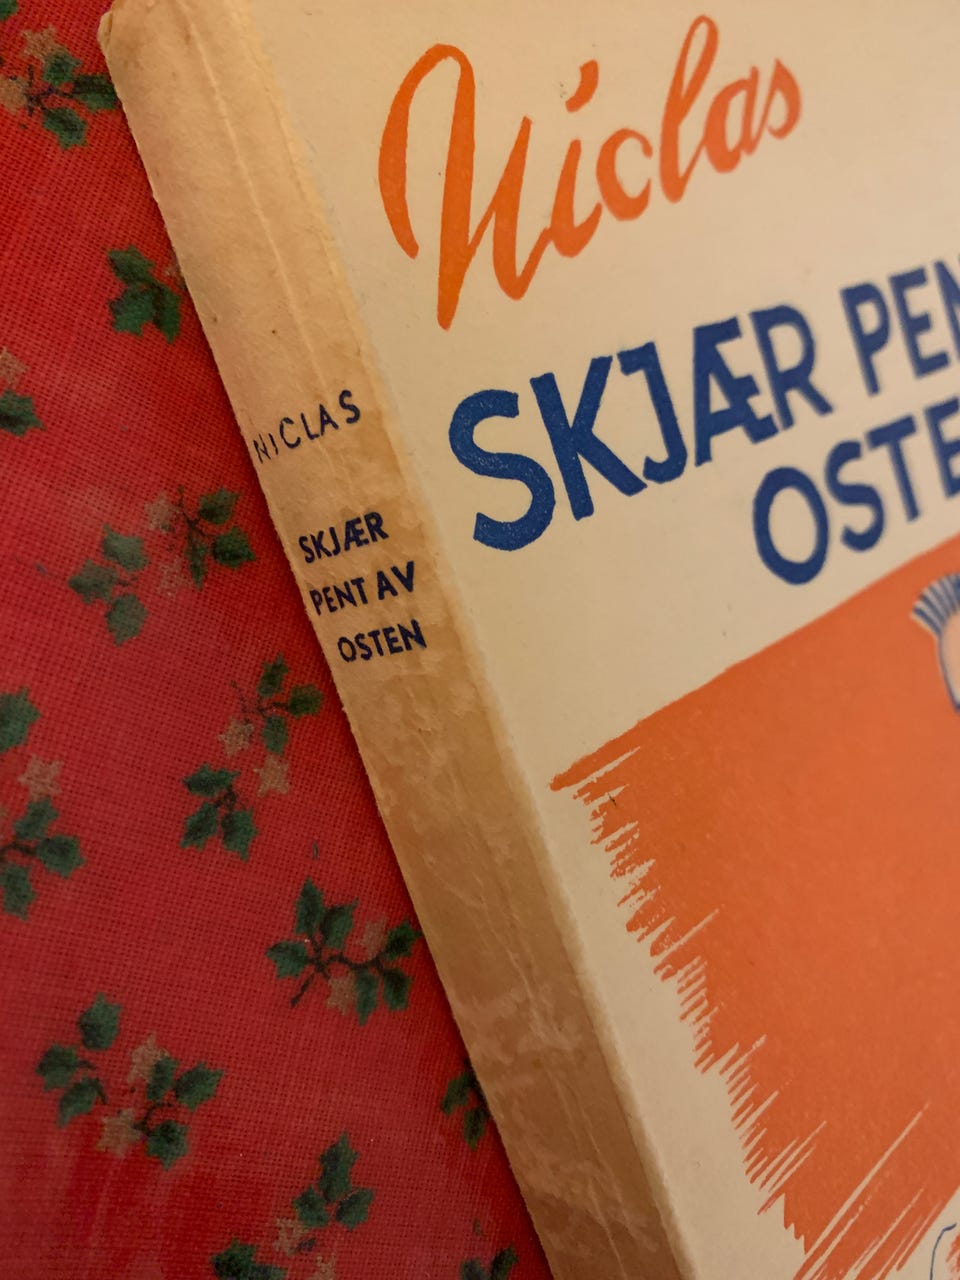 Niclas
SKJÆR PEN
OSTE
NICLAS
SKJÆR
PENT AV
OSTEN